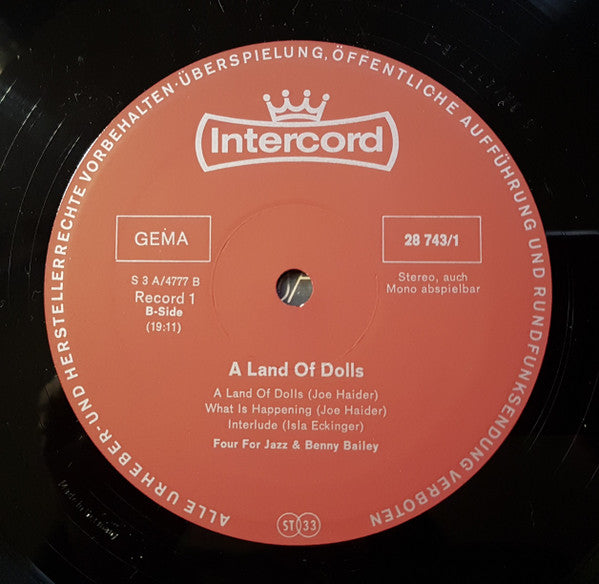 ALLE URHEBER- UND HERSTELLERRECHTE VORBEHALTEN · ÜBERSPIELUNG, ÖFFENTLICHE AUFFÜHRUNG UND RUNDFUNKSENDUNG VERBOTEN
Intercord
GEMA
28 743/1
S 3 A/4777 B
Record 1
B-Side
(19:11)
Stereo, auch
Mono abspielbar
A Land Of Dolls
A Land Of Dolls (Joe Haider)
What Is Happening (Joe Haider)
Interlude (Isla Eckinger)
Four For Jazz & Benny Bailey
ST 33